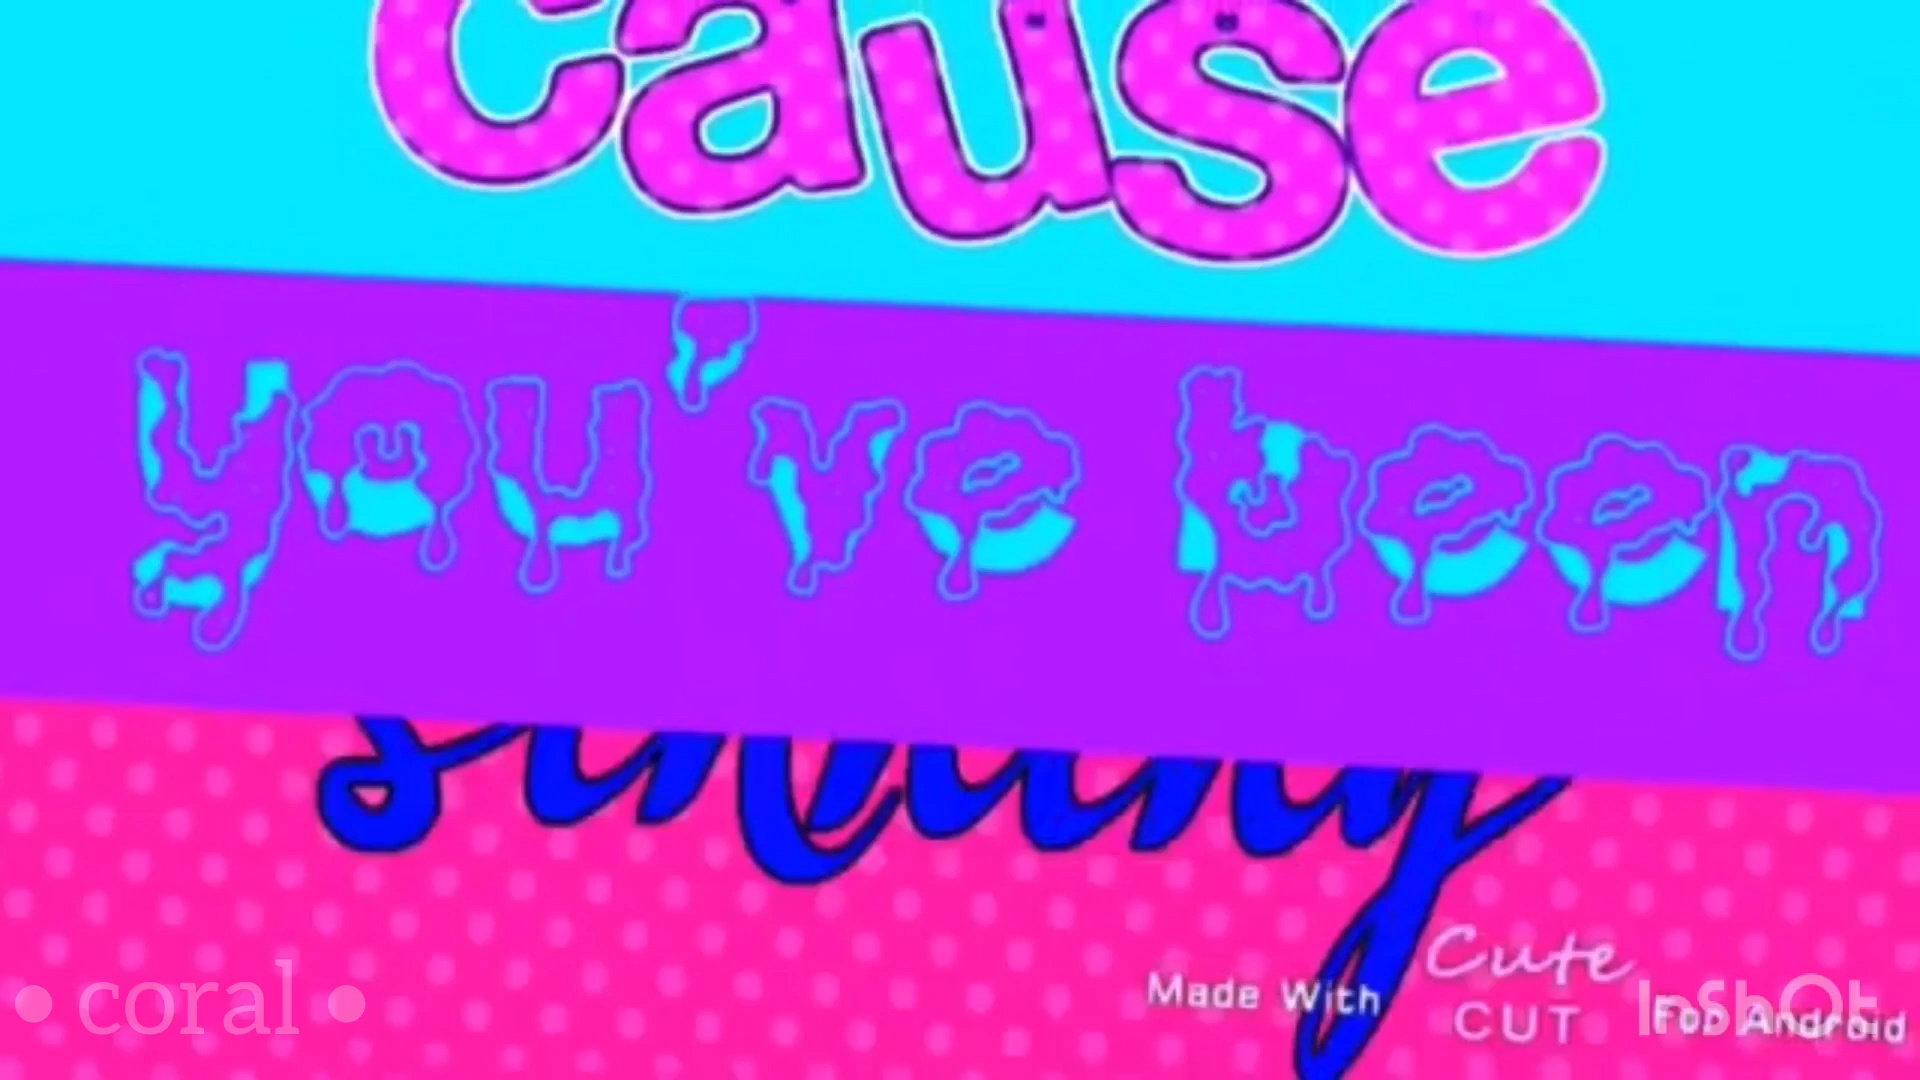 cause
you've been
• coral •
Made With Cute CUT For Android
InShOt